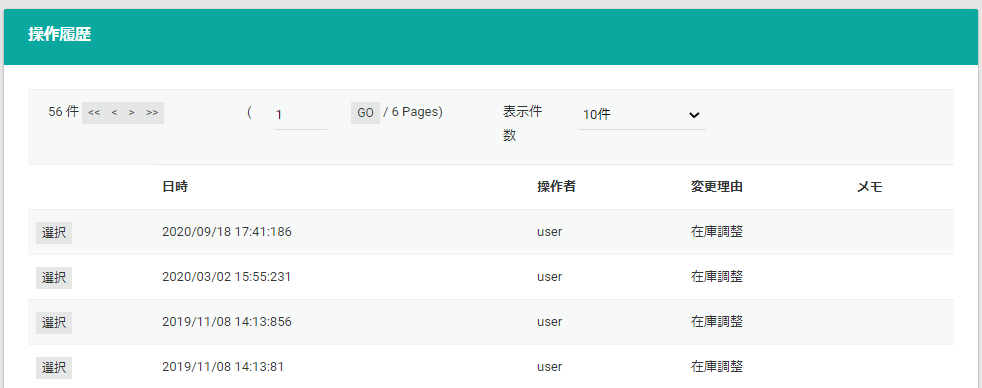 操作履歴
56 件 << < > >> ( 1 GO / 6 Pages) 表示件数 10件
日時 操作者 変更理由 メモ
選択 2020/09/18 17:41:186 user 在庫調整
選択 2020/03/02 15:55:231 user 在庫調整
選択 2019/11/08 14:13:856 user 在庫調整
選択 2019/11/08 14:13:81 user 在庫調整